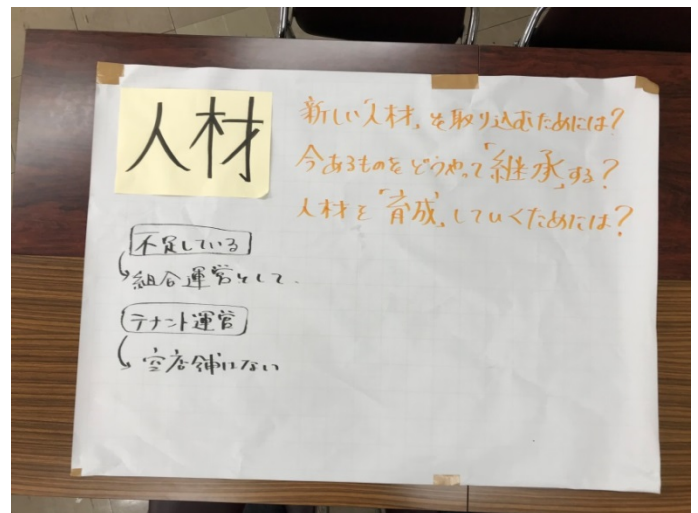 人材
新しい「人材」を取り込むためには?
今あるものをどうやって「継承」する?
人材を「育成」していくためには?
不足している
組合運営として.
テナント運営
空店舗はない